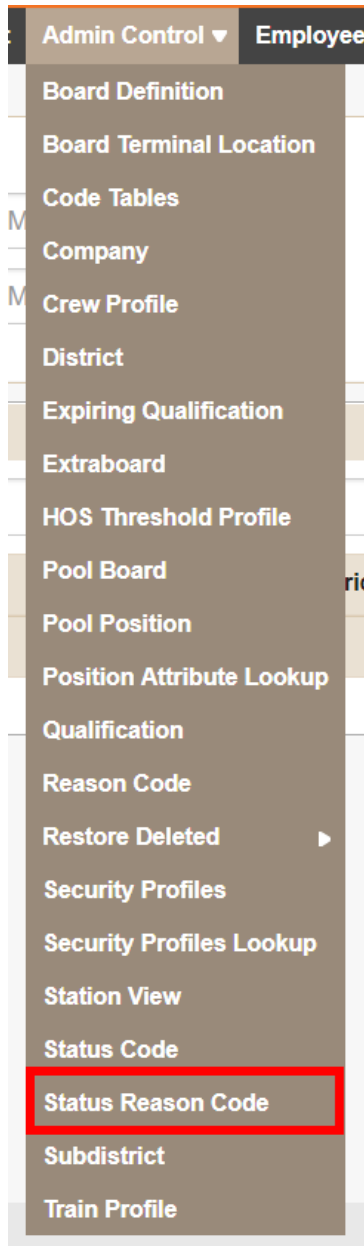 Admin Control ▼ Employee
Board Definition
Board Terminal Location
Code Tables
Company
Crew Profile
District
Expiring Qualification
Extraboard
HOS Threshold Profile
Pool Board
Pool Position
Position Attribute Lookup
Qualification
Reason Code
Restore Deleted ▶
Security Profiles
Security Profiles Lookup
Station View
Status Code
Status Reason Code
Subdistrict
Train Profile